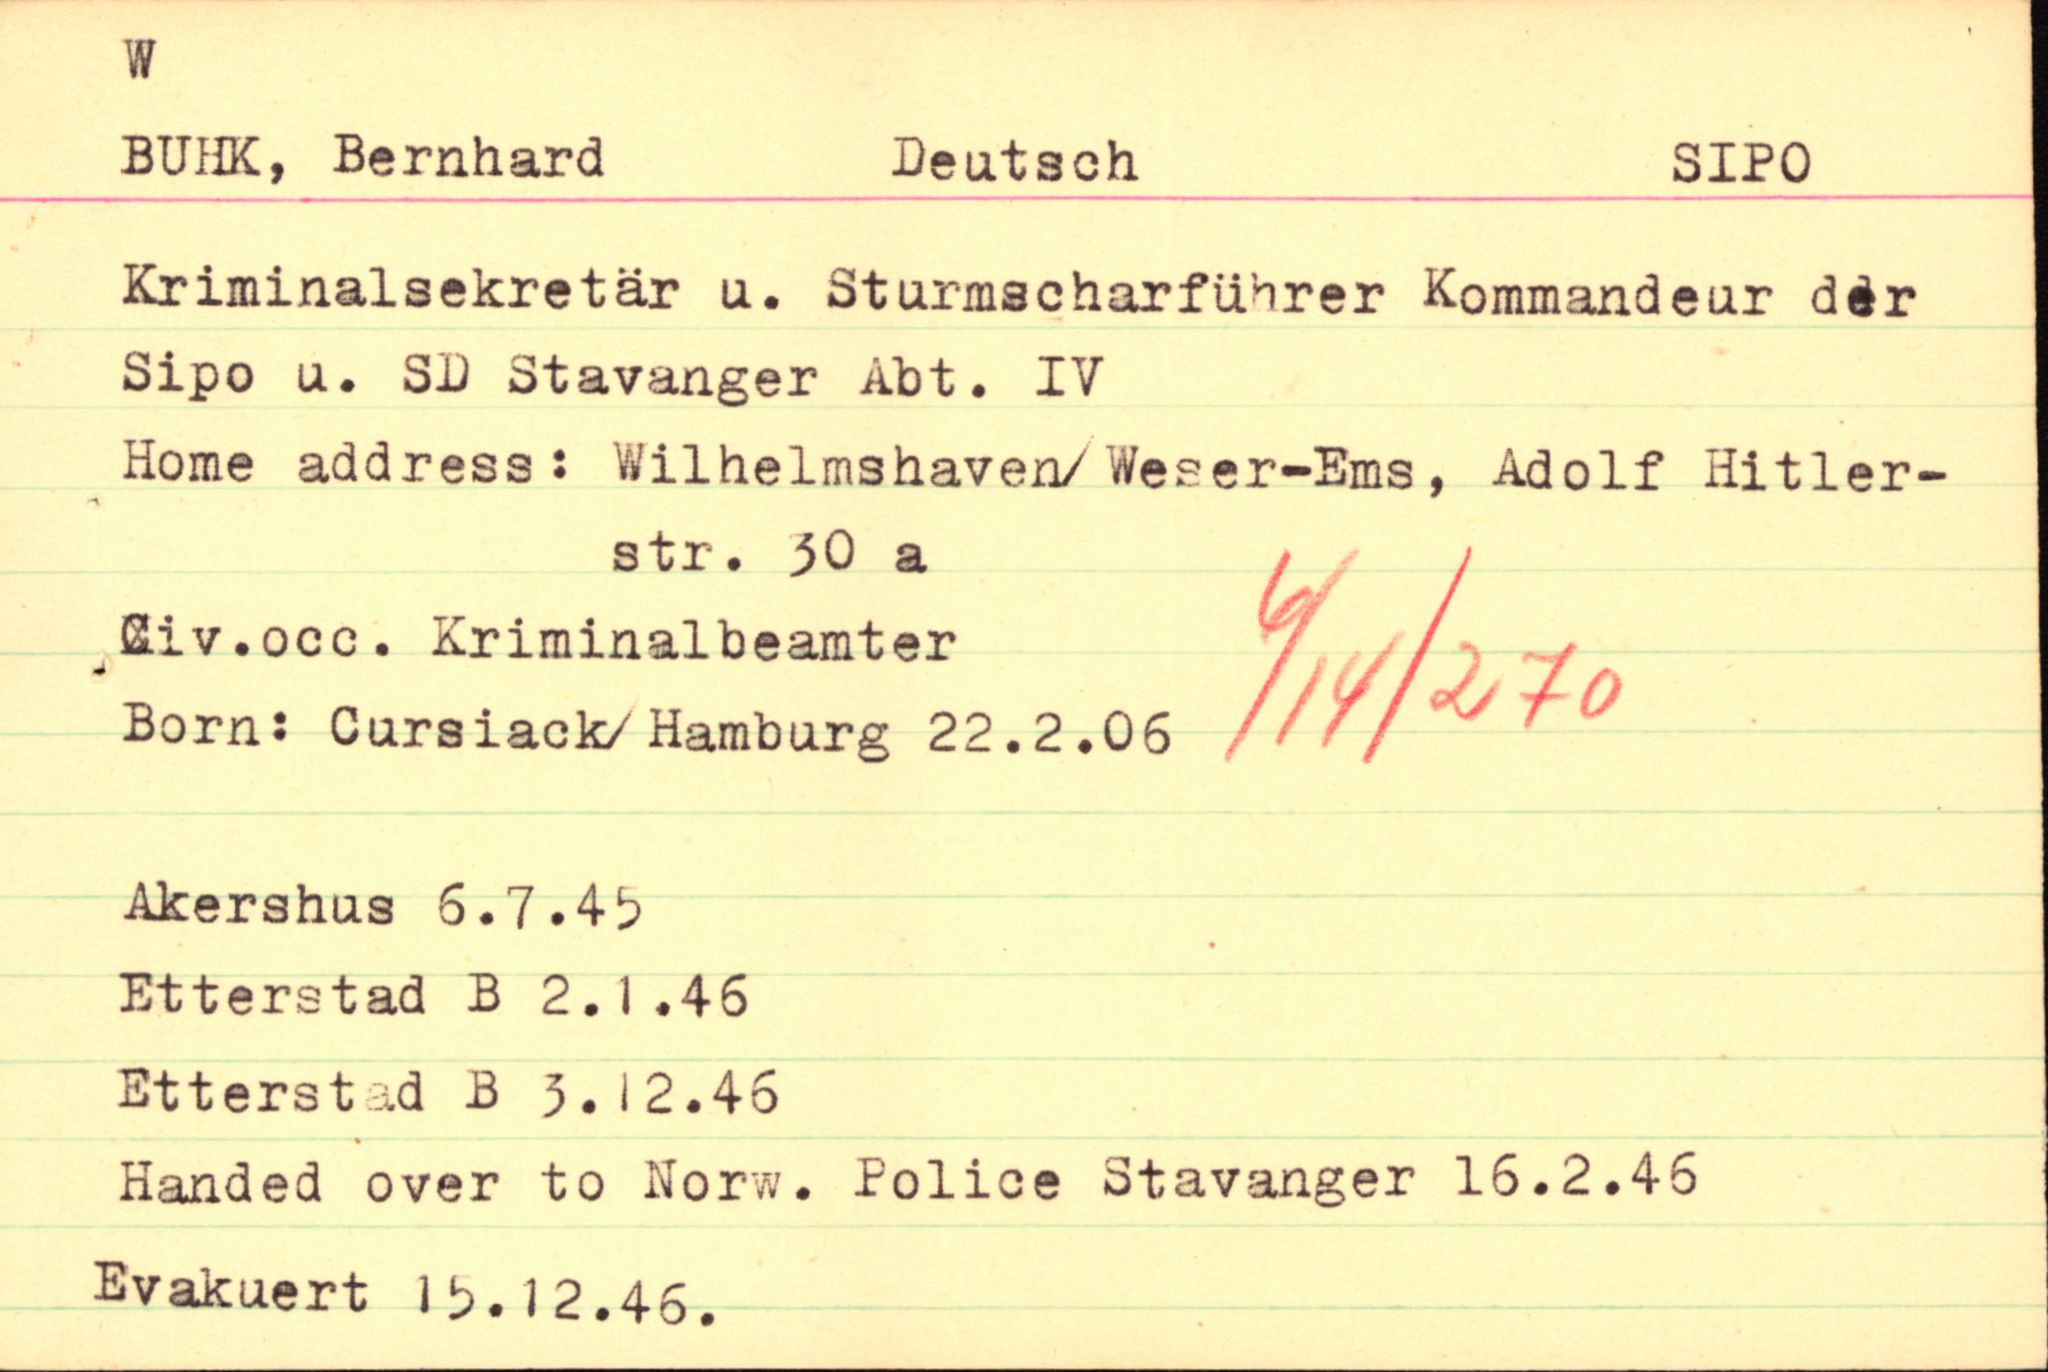 W
BUHK, Bernhard Deutsch SIPO
Kriminalsekretär u. Sturmscharführer Kommandeur der
Sipo u. SD Stavanger Abt. IV
Home address: Wilhelmshaven/Weser-Ems, Adolf Hitler-
str. 30 a
Civ.occ. Kriminalbeamter
Born: Cursiack/Hamburg 22.2.06
6/14/270
Akershus 6.7.45
Etterstad B 2.1.46
Etterstad B 3.12.46
Handed over to Norw. Police Stavanger 16.2.46
Evakuert 15.12.46.